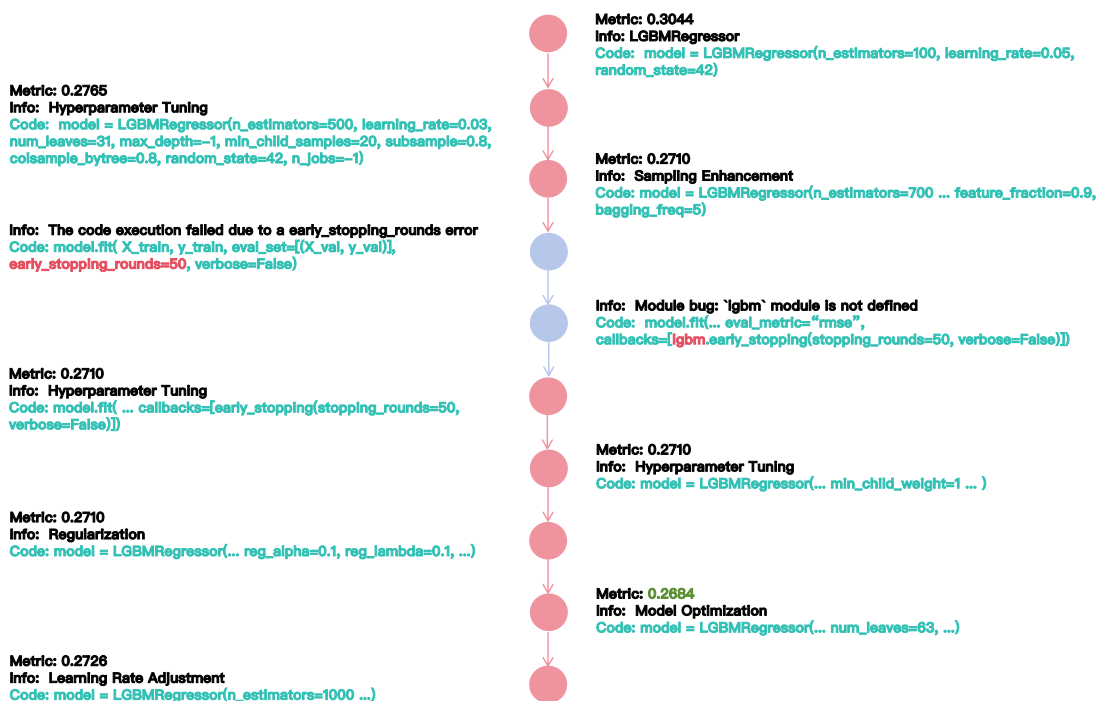 Metric: 0.3044
Info: LGBMRegressor
Code: model = LGBMRegressor(n_estimators=100, learning_rate=0.05,
random_state=42)
Metric: 0.2765
Info: Hyperparameter Tuning
Code: model = LGBMRegressor(n_estimators=500, learning_rate=0.03,
num_leaves=31, max_depth=–1, min_child_samples=20, subsample=0.8,
colsample_bytree=0.8, random_state=42, n_jobs=–1)
Metric: 0.2710
Info: Sampling Enhancement
Code: model = LGBMRegressor(n_estimators=700 ... feature_fraction=0.9,
bagging_freq=5)
Info: The code execution failed due to a early_stopping_rounds error
Code: model.fit( X_train, y_train, eval_set=[(X_val, y_val)],
early_stopping_rounds=50, verbose=False)
Info: Module bug: `lgbm` module is not defined
Code: model.fit(... eval_metric=“rmse”,
callbacks=[lgbm.early_stopping(stopping_rounds=50, verbose=False)])
Metric: 0.2710
Info: Hyperparameter Tuning
Code: model.fit( ... callbacks=[early_stopping(stopping_rounds=50,
verbose=False)])
Metric: 0.2710
Info: Hyperparameter Tuning
Code: model = LGBMRegressor(... min_child_weight=1 ... )
Metric: 0.2710
Info: Regularization
Code: model = LGBMRegressor(... reg_alpha=0.1, reg_lambda=0.1, ...)
Metric: 0.2684
Info: Model Optimization
Code: model = LGBMRegressor(... num_leaves=63, ...)
Metric: 0.2726
Info: Learning Rate Adjustment
Code: model = LGBMRegressor(n_estimators=1000 ...)